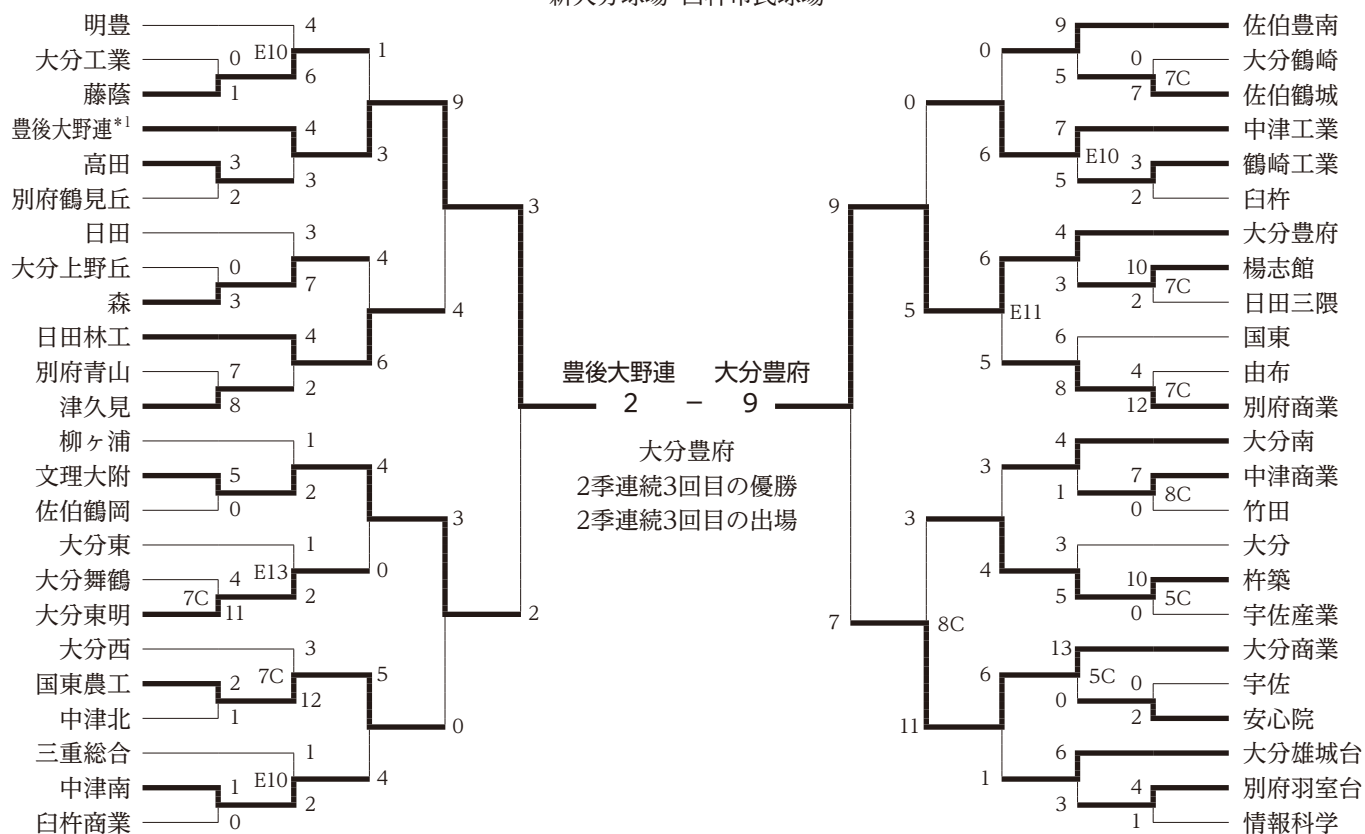 新大分球場・臼杵市民球場
明豊 4
大分工業 0 E10 1
藤蔭 1 6
9
豊後大野連*1 4
高田 3 3
別府鶴見丘 2 3
3
日田 3
大分上野丘 0 4
森 3 7
4
日田林工 4
別府青山 7 6
津久見 8 2
柳ヶ浦 1
文理大附 5 4
佐伯鶴岡 0 2
3
大分東 1
大分舞鶴 4 E13 0
大分東明 7C 11 2
2
大分西 3
国東農工 2 7C 5
中津北 1 12
0
三重総合 1
中津南 1 E10 4
臼杵商業 0 2
豊後大野連 大分豊府
2 – 9
大分豊府
2季連続3回目の優勝
2季連続3回目の出場
9 佐伯豊南
0 0 大分鶴崎
5 7 7C 佐伯鶴城
0
7 中津工業
6 E10 3 鶴崎工業
5 2 臼杵
9
4 大分豊府
6 10 楊志館
3 2 7C 日田三隈
5 E11
6 国東
5 4 由布
8 12 7C 別府商業
4 大分南
3 7 中津商業
1 0 8C 竹田
3
3 大分
4 10 杵築
5 0 5C 宇佐産業
7 8C
13 大分商業
6 5C 0 宇佐
0 2 安心院
11
6 大分雄城台
1 4 別府羽室台
3 1 情報科学